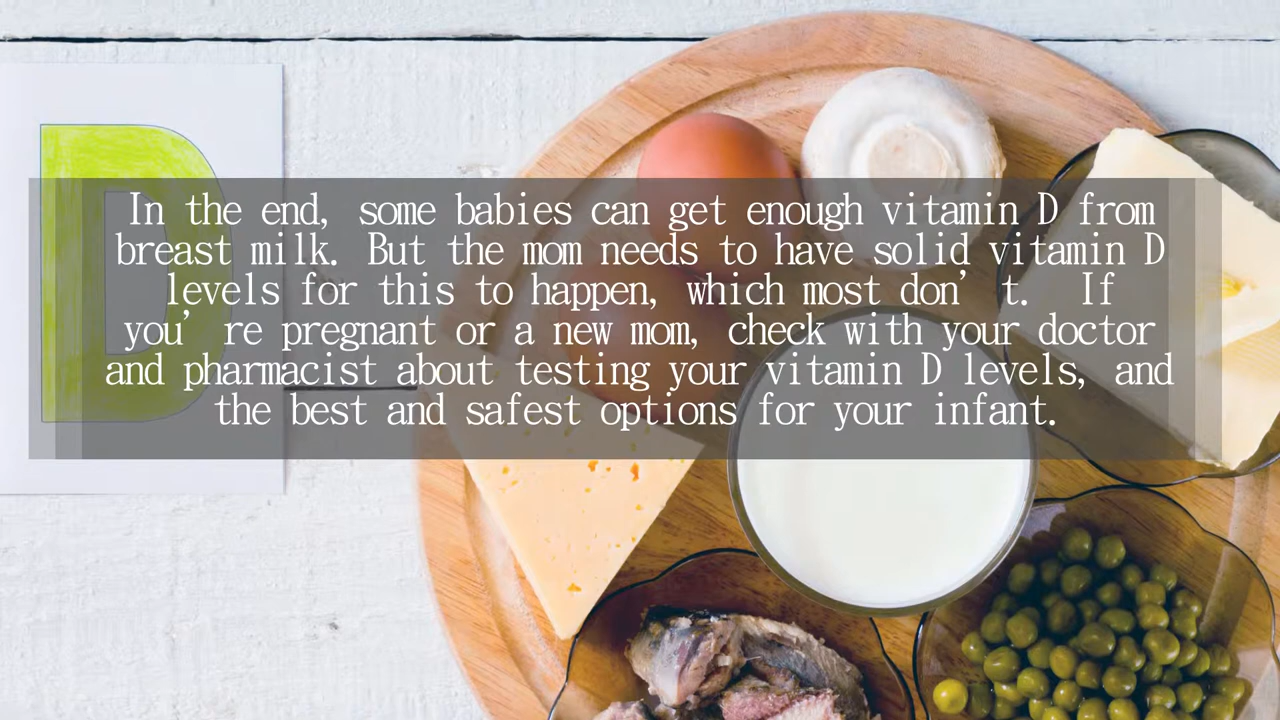 D
In the end, some babies can get enough vitamin D from
breast milk. But the mom needs to have solid vitamin D
levels for this to happen, which most don’t. If
you’re pregnant or a new mom, check with your doctor
and pharmacist about testing your vitamin D levels, and
the best and safest options for your infant.